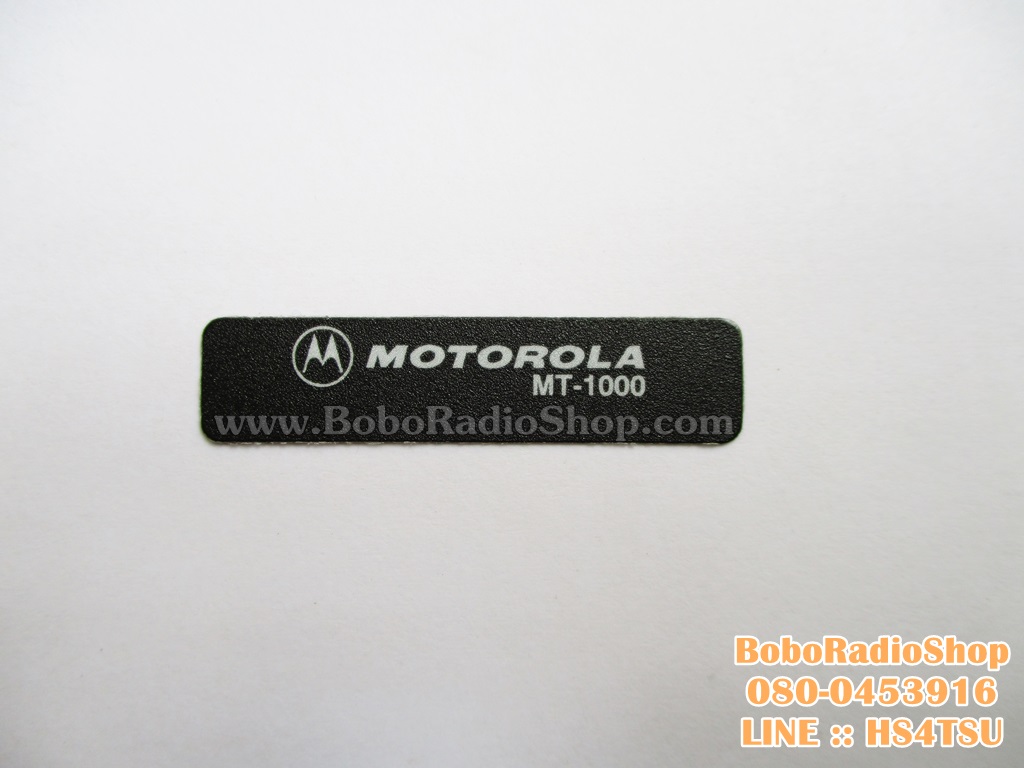 MOTOROLA
MT-1000
www.BoboRadioShop.com
BoboRadioShop
080-0453916
LINE :: HS4TSU